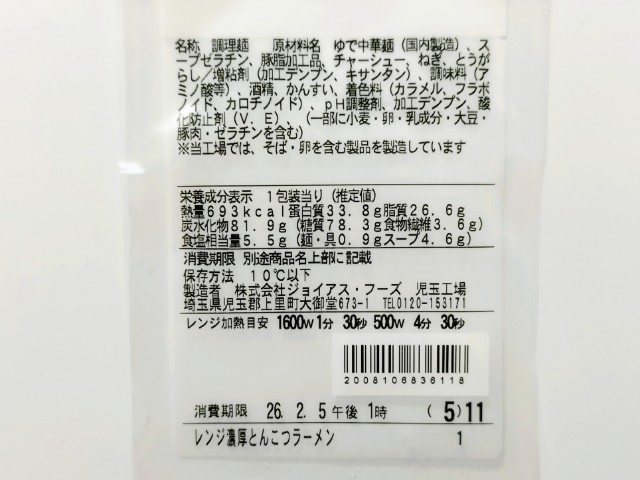 名称 調理麺 原材料名 ゆで中華麺(国内製造)、ス
ープゼラチン、豚脂加工品、チャーシュー、ねぎ、とうが
らし/増粘剤(加工デンプン、キサンタン)、調味料(ア
ミノ酸等)、酒精、かんすい、着色料(カラメル、フラボ
ノイド、カロチノイド)、pH調整剤、加工デンプン、酸
化防止剤(V.E)、(一部に小麦・卵・乳成分・大豆・
豚肉・ゼラチンを含む)
※当工場では、そば・卵を含む製品を製造しています
栄養成分表示 1包装当り(推定値)
熱量693kcal蛋白質33.8g脂質26.6g
炭水化物81.9g(糖質78.3g食物繊維3.6g)
食塩相当量5.5g(麺・具0.9gスープ4.6g)
消費期限 別途商品名上部に記載
保存方法 10℃以下
製造者 株式会社ジョイアス・フーズ 児玉工場
埼玉県児玉郡上里町大御堂673-1 TEL0120-153171
レンジ加熱目安 1600W 1分 30秒 500W 4分 30秒
2008106836118
消費期限 26. 2. 5午後 1時 (5)11
レンジ濃厚とんこつラーメン 1